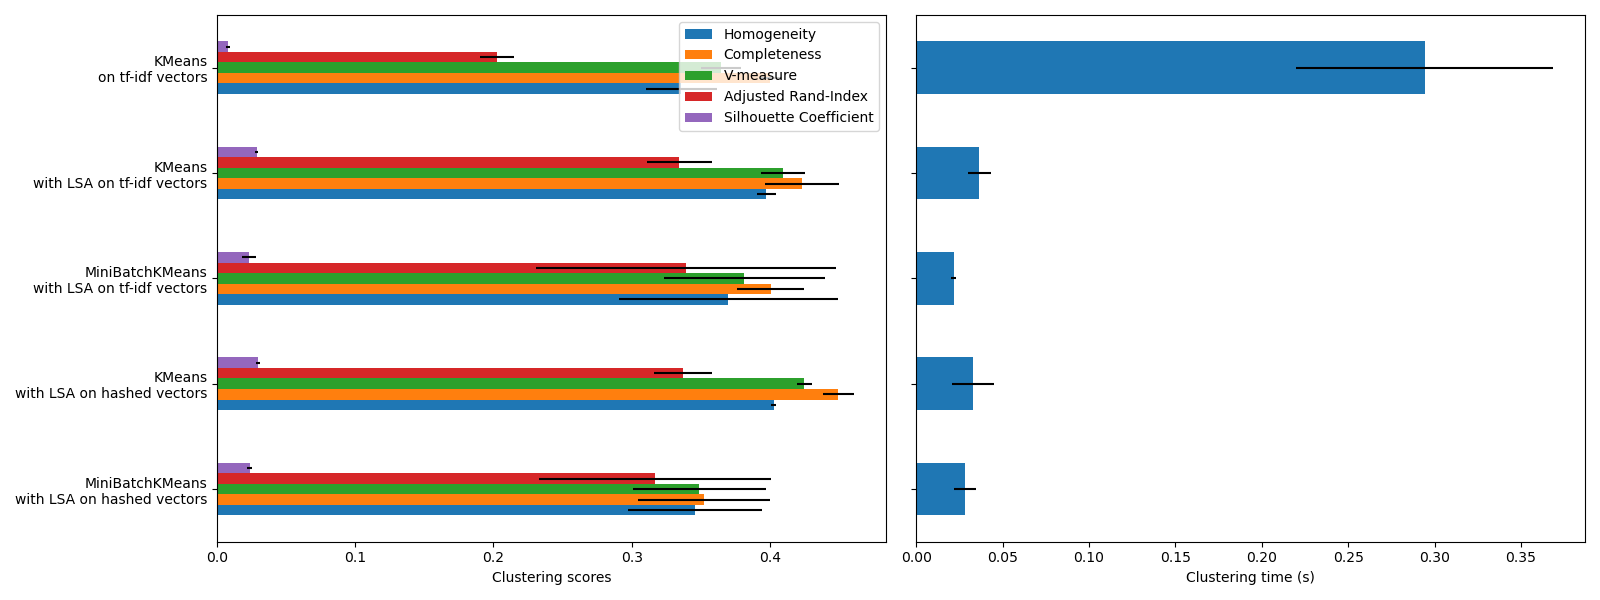 KMeans
on tf-idf vectors
KMeans
with LSA on tf-idf vectors
MiniBatchKMeans
with LSA on tf-idf vectors
KMeans
with LSA on hashed vectors
MiniBatchKMeans
with LSA on hashed vectors
Homogeneity
Completeness
V-measure
Adjusted Rand-Index
Silhouette Coefficient
0.0 0.1 0.2 0.3 0.4
Clustering scores
0.00 0.05 0.10 0.15 0.20 0.25 0.30 0.35
Clustering time (s)